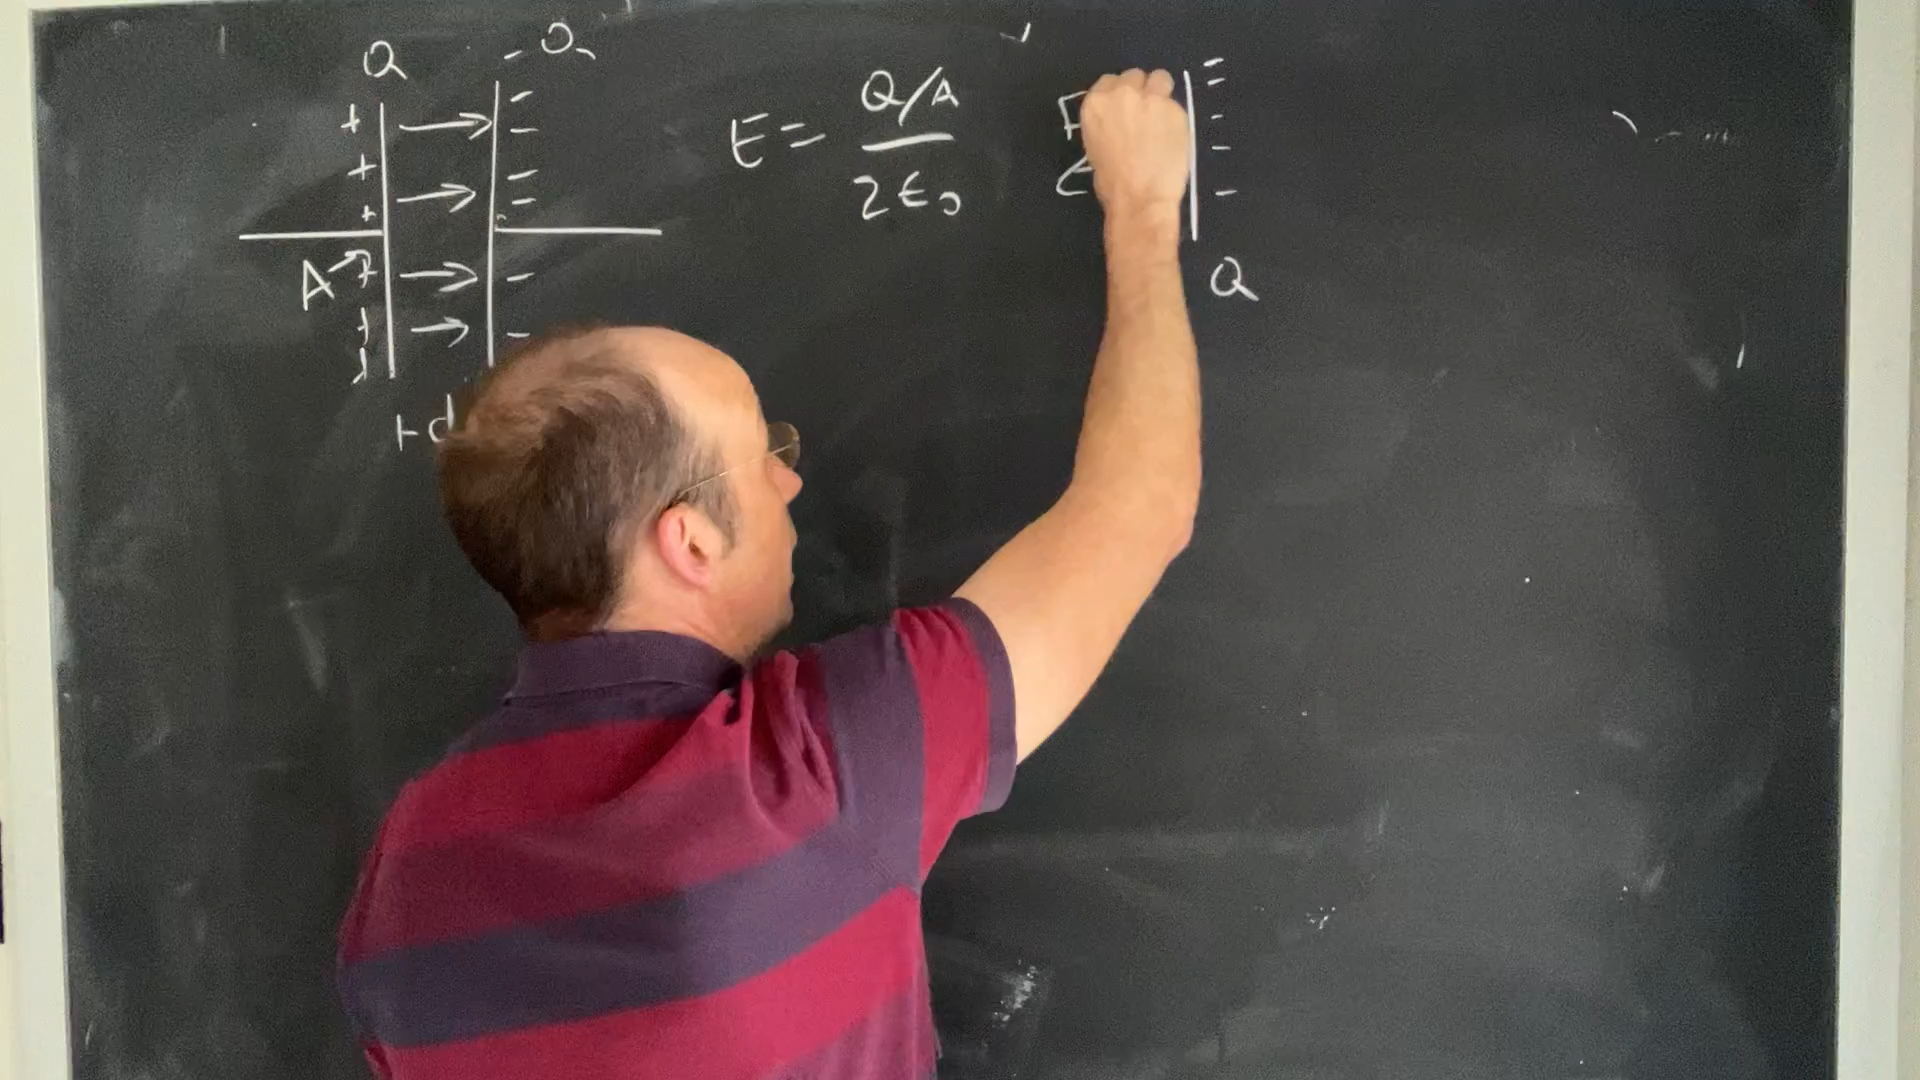 Q
- Q
+ - -
+ - -
+
A
+ -
+ -
+
+ d
E = Q/A
2ε₀
F
- - - - -
Q